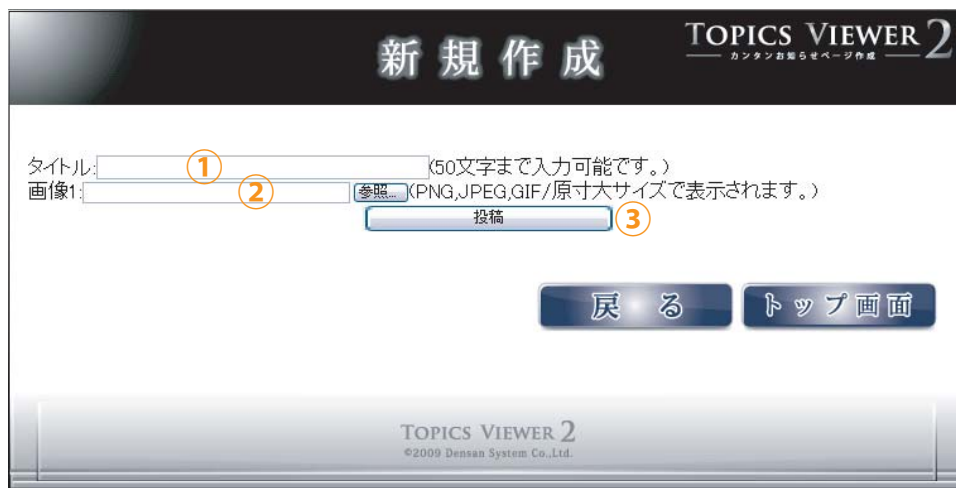 新規作成
TOPICS VIEWER 2
カンタンお知らせページ作成
タイトル: ① (50文字まで入力可能です。)
画像1: ② 参照... (PNG,JPEG,GIF/原寸大サイズで表示されます。)
投稿 ③
戻る トップ画面
TOPICS VIEWER 2
©2009 Densan System Co.,Ltd.